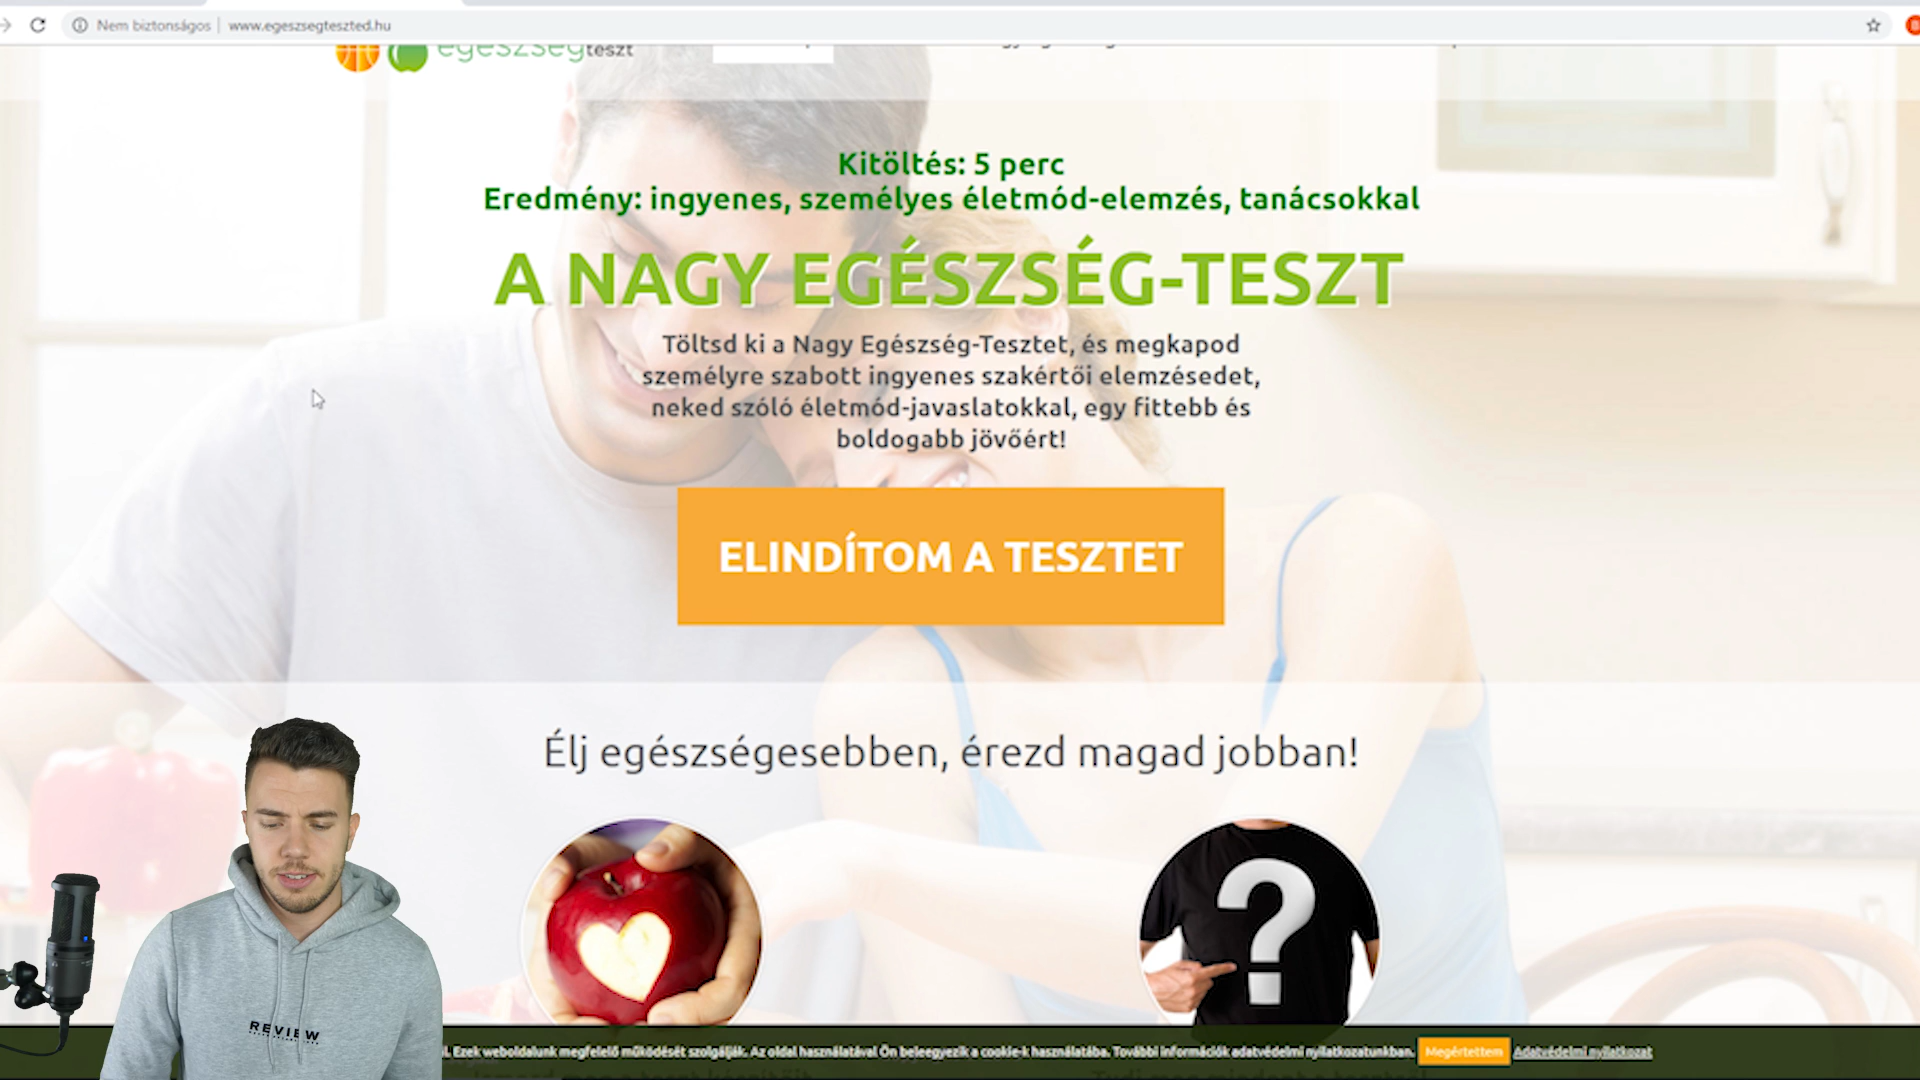 Nem biztonságos | www.egeszsegteszted.hu
egészségteszt
Kitöltés: 5 perc
Eredmény: ingyenes, személyes életmód-elemzés, tanácsokkal
A NAGY EGÉSZSÉG-TESZT
Töltsd ki a Nagy Egészség-Tesztet, és megkapod
személyre szabott ingyenes szakértői elemzésedet,
neked szóló életmód-javaslatokkal, egy fittebb és
boldogabb jövőért!
ELINDÍTOM A TESZTET
Élj egészségesebben, érezd magad jobban!
?
REVIEW
Ezek weboldalunk megfelelő működését szolgálják. Az oldal használatával Ön beleegyezik a cookie-k használatába. További információk adatvédelmi nyilatkozatunkban. Megértettem Adatvédelmi nyilatkozat